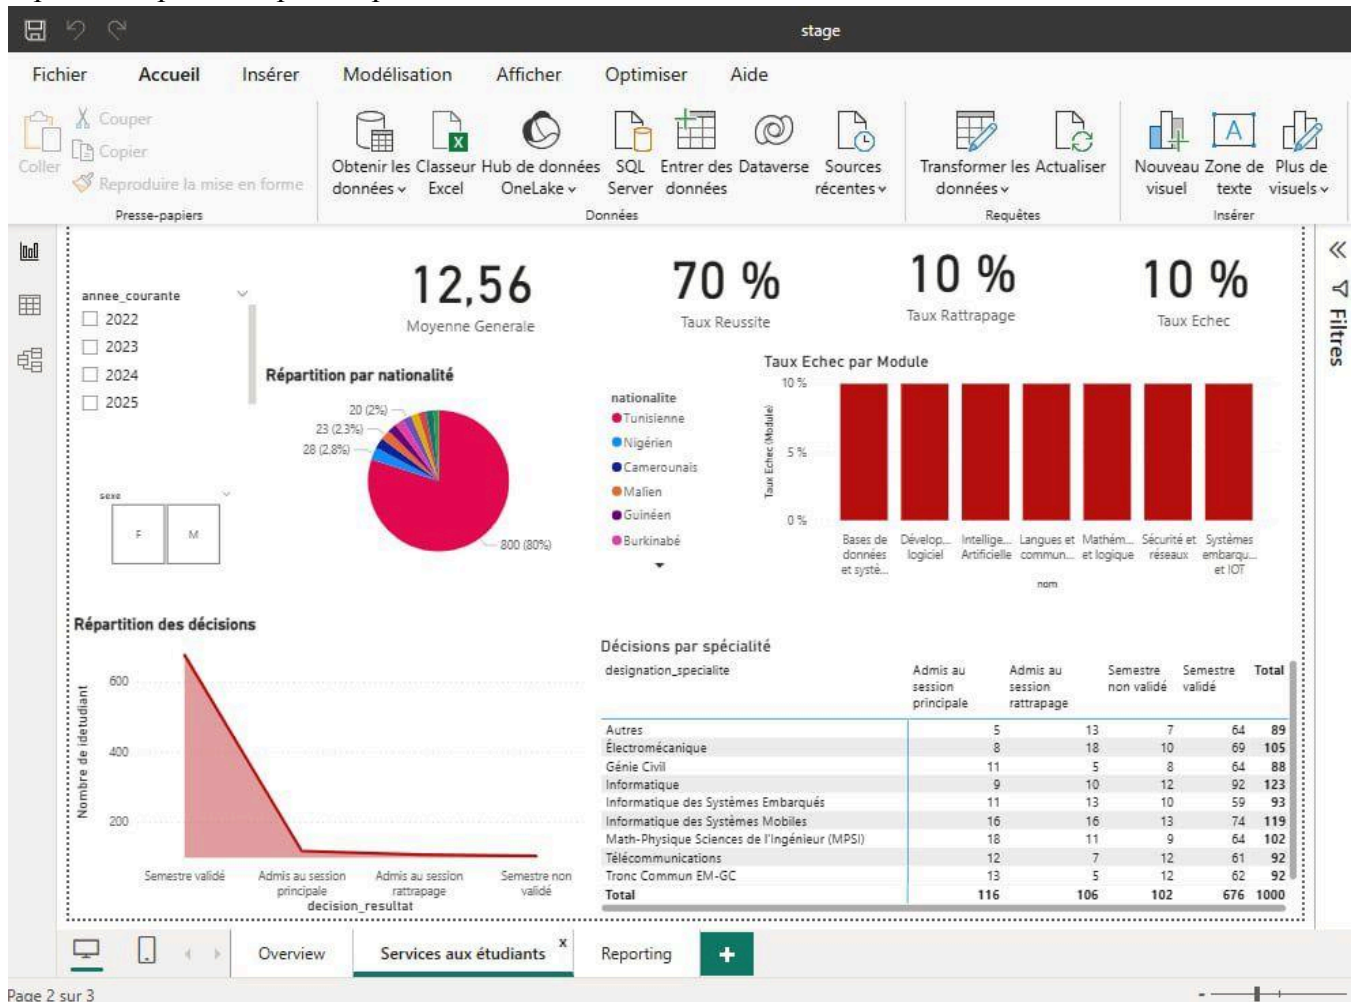 stage
Fichier Accueil Insérer Modélisation Afficher Optimiser Aide
Coller
Couper
Copier
Reproduire la mise en forme
Presse-papiers
Obtenir les données
Classeur Excel
Hub de données OneLake
SQL Server
Entrer des données
Dataverse
Sources récentes
Données
Transformer les données
Actualiser
Requêtes
Nouveau visuel
Zone de texte
Plus de visuels
Insérer
annee_courante
2022
2023
2024
2025
sexe
F M
12,56
Moyenne Generale
70 %
Taux Reussite
10 %
Taux Rattrapage
10 %
Taux Echec
Filtres
Répartition par nationalité
20 (2%)
23 (2.3%)
28 (2.8%)
800 (80%)
nationalite
Tunisienne
Nigérien
Camerounais
Malien
Guinéen
Burkinabé
Taux Echec par Module
Taux Echec (Module)
10 %
5 %
0 %
Bases de données et systè...
Dévelop... logiciel
Intellige... Artificielle
Langues et commun...
Mathém... et logique
Sécurité et réseaux
Systèmes embarqu... et IOT
nom
Répartition des décisions
Nombre de idetudiant
600
400
200
Semestre validé
Admis au session principale
Admis au session rattrapage
Semestre non validé
decision_resultat
Décisions par spécialité
designation_specialite Admis au session principale Admis au session rattrapage Semestre non validé Semestre validé Total
Autres 5 13 7 64 89
Électromécanique 8 18 10 69 105
Génie Civil 11 5 8 64 88
Informatique 9 10 12 92 123
Informatique des Systèmes Embarqués 11 13 10 59 93
Informatique des Systèmes Mobiles 16 16 13 74 119
Math-Physique Sciences de l'Ingénieur (MPSI) 18 11 9 64 102
Télécommunications 12 7 12 61 92
Tronc Commun EM-GC 13 5 12 62 92
Total 116 106 102 676 1000
Overview Services aux étudiants x Reporting +
Page 2 sur 3